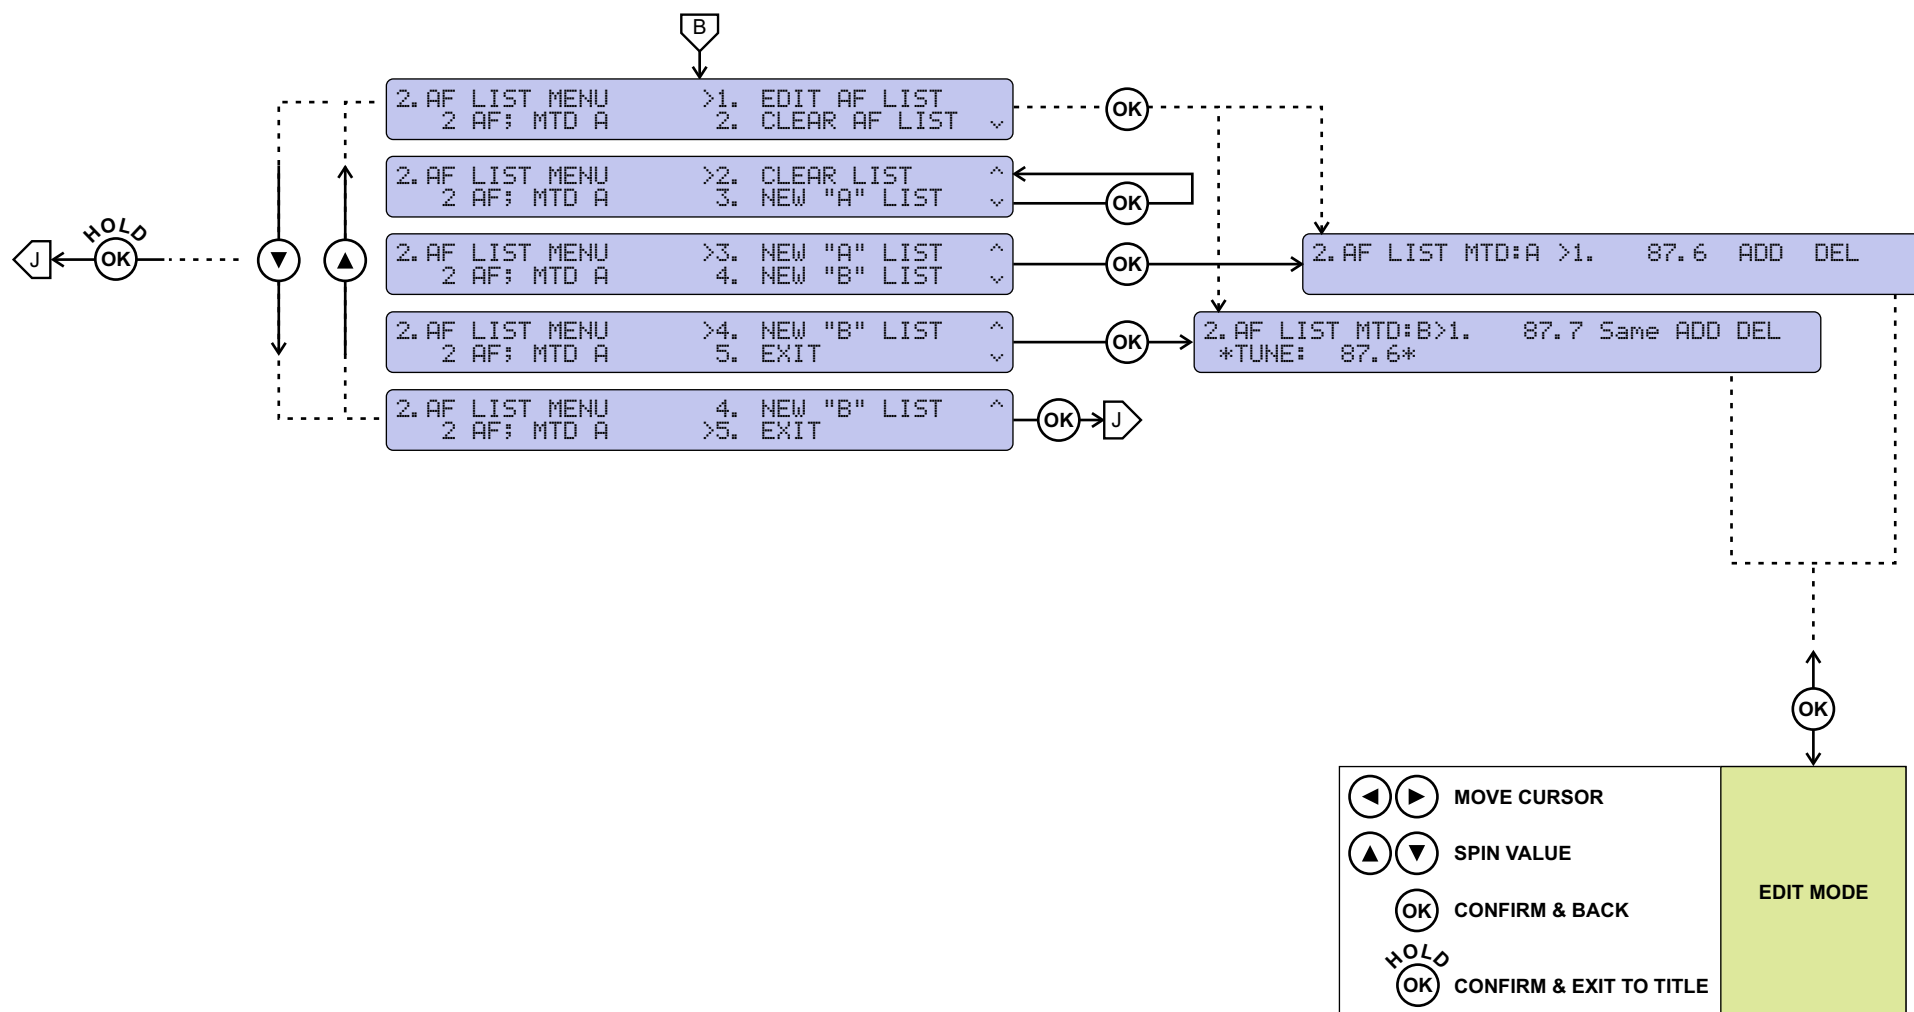 B
2.AF LIST MENU >1. EDIT AF LIST
2 AF; MTD A 2. CLEAR AF LIST
OK
2.AF LIST MENU >2. CLEAR LIST ^
2 AF; MTD A 3. NEW "A" LIST
OK
J
HOLD
OK
2.AF LIST MENU >3. NEW "A" LIST ^
2 AF; MTD A 4. NEW "B" LIST
OK
2.AF LIST MTD:A >1. 87.6 ADD DEL
2.AF LIST MENU >4. NEW "B" LIST ^
2 AF; MTD A 5. EXIT
OK
2.AF LIST MTD:B>1. 87.7 Same ADD DEL
*TUNE: 87.6*
2.AF LIST MENU 4. NEW "B" LIST ^
2 AF; MTD A >5. EXIT
OK
J
OK
MOVE CURSOR
SPIN VALUE
OK CONFIRM & BACK
HOLD
OK CONFIRM & EXIT TO TITLE
EDIT MODE